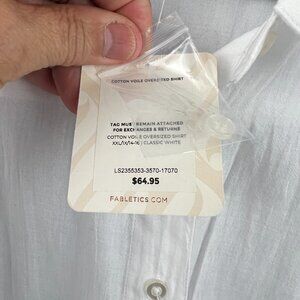 COTTON VOILE OVERSIZED SHIRT
TAG MUST REMAIN ATTACHED
FOR EXCHANGES & RETURNS
COTTON VOILE OVERSIZED SHIRT
XXL/1X/14-16 | CLASSIC WHITE
LS2355353-3570-17070
$64.95
FABLETICS.COM